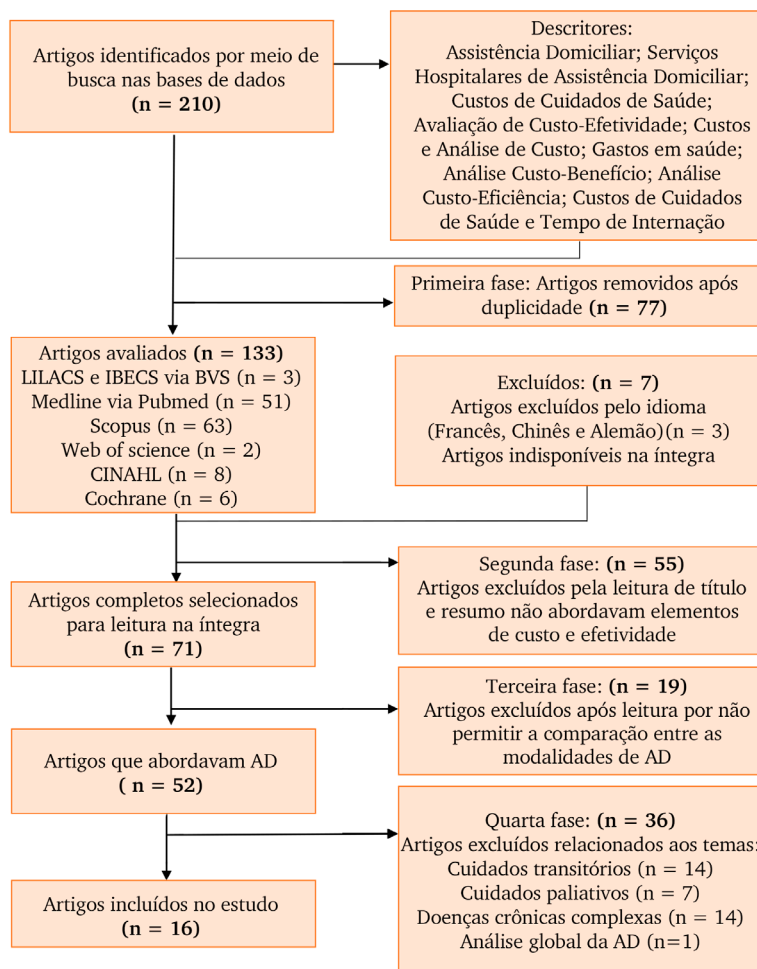 Artigos identificados por meio de
busca nas bases de dados
(n = 210)
Descritores:
Assistência Domiciliar; Serviços
Hospitalares de Assistência Domiciliar;
Custos de Cuidados de Saúde;
Avaliação de Custo-Efetividade; Custos
e Análise de Custo; Gastos em saúde;
Análise Custo-Benefício; Análise
Custo-Eficiência; Custos de Cuidados
de Saúde e Tempo de Internação
Primeira fase: Artigos removidos após
duplicidade (n = 77)
Artigos avaliados (n = 133)
LILACS e IBECS via BVS (n = 3)
Medline via Pubmed (n = 51)
Scopus (n = 63)
Web of science (n = 2)
CINAHL (n = 8)
Cochrane (n = 6)
Excluídos: (n = 7)
Artigos excluídos pelo idioma
(Francês, Chinês e Alemão)(n = 3)
Artigos indisponíveis na íntegra
Segunda fase: (n = 55)
Artigos excluídos pela leitura de título
e resumo não abordavam elementos
de custo e efetividade
Artigos completos selecionados
para leitura na íntegra
(n = 71)
Terceira fase: (n = 19)
Artigos excluídos após leitura por não
permitir a comparação entre as
modalidades de AD
Artigos que abordavam AD
( n = 52)
Quarta fase: (n = 36)
Artigos excluídos relacionados aos temas:
Cuidados transitórios (n = 14)
Cuidados paliativos (n = 7)
Doenças crônicas complexas (n = 14)
Análise global da AD (n=1)
Artigos incluídos no estudo
(n = 16)